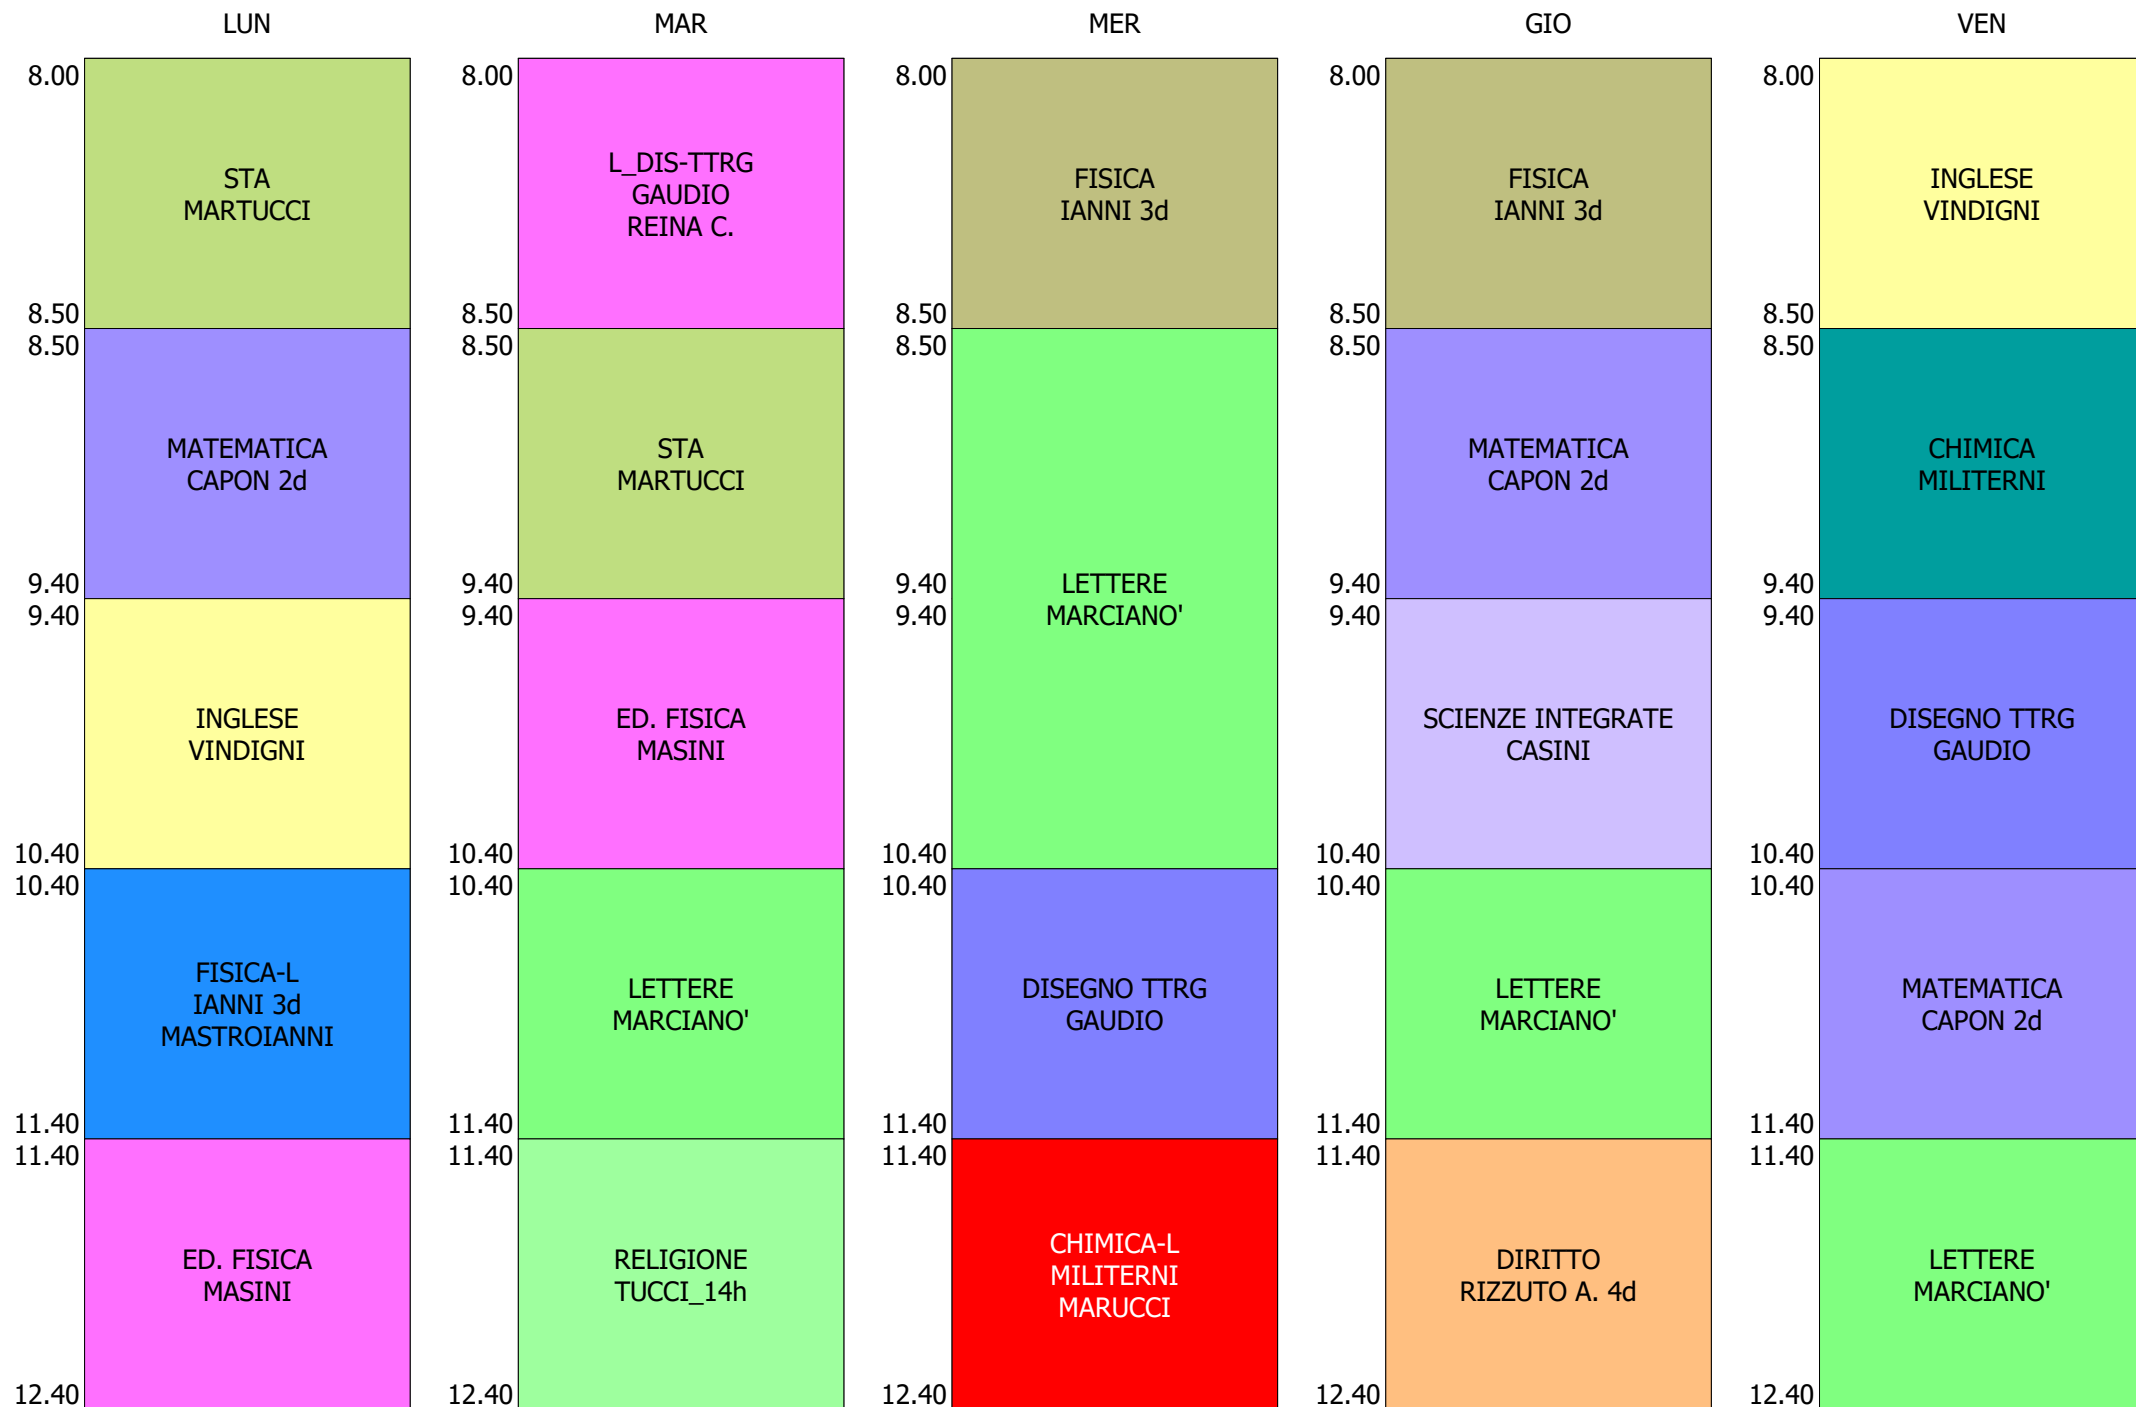 LUN
MAR
MER
GIO
VEN
8.00
STA
MARTUCCI
8.50
8.50
MATEMATICA
CAPON 2d
9.40
9.40
INGLESE
VINDIGNI
10.40
10.40
FISICA-L
IANNI 3d
MASTROIANNI
11.40
11.40
ED. FISICA
MASINI
12.40
8.00
L_DIS-TTRG
GAUDIO
REINA C.
8.50
8.50
STA
MARTUCCI
9.40
9.40
ED. FISICA
MASINI
10.40
10.40
LETTERE
MARCIANO'
11.40
11.40
RELIGIONE
TUCCI_14h
12.40
8.00
FISICA
IANNI 3d
8.50
8.50
9.40
LETTERE
MARCIANO'
9.40
10.40
10.40
DISEGNO TTRG
GAUDIO
11.40
11.40
CHIMICA-L
MILITERNI
MARUCCI
12.40
8.00
FISICA
IANNI 3d
8.50
8.50
MATEMATICA
CAPON 2d
9.40
9.40
SCIENZE INTEGRATE
CASINI
10.40
10.40
LETTERE
MARCIANO'
11.40
11.40
DIRITTO
RIZZUTO A. 4d
12.40
8.00
INGLESE
VINDIGNI
8.50
8.50
CHIMICA
MILITERNI
9.40
9.40
DISEGNO TTRG
GAUDIO
10.40
10.40
MATEMATICA
CAPON 2d
11.40
11.40
LETTERE
MARCIANO'
12.40